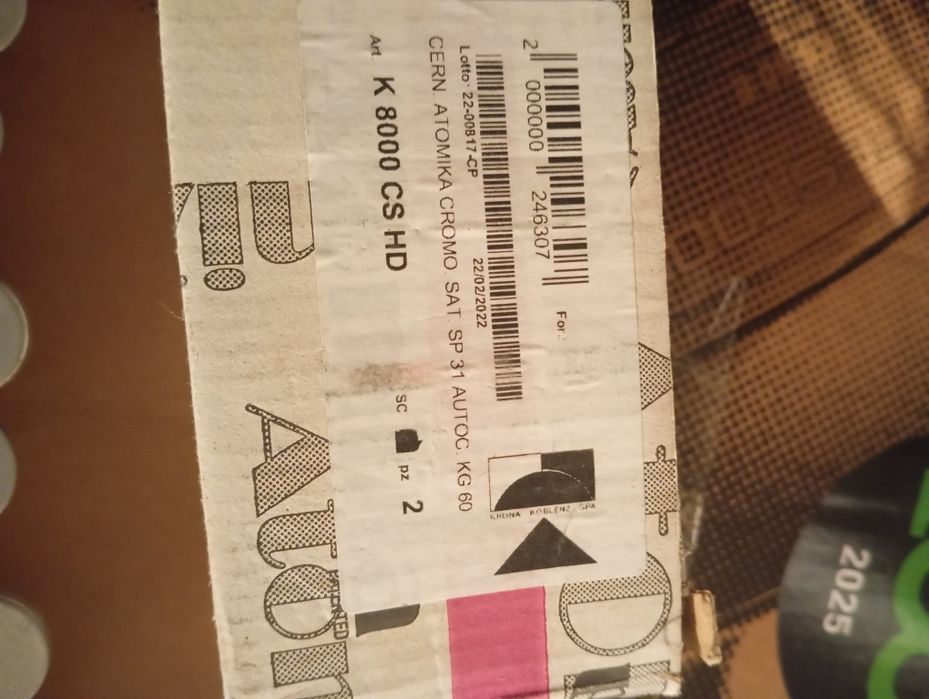 2 000000 246307
For.:
Lotto: 22-00817-CP 22/02/2022
CERN. ATOMIKA CROMO. SAT. SP 31 AUTOC. KG 60
Art. K 8000 CS HD
SC pz 2
KRONA KOBLENZ SPA
Atom
2025